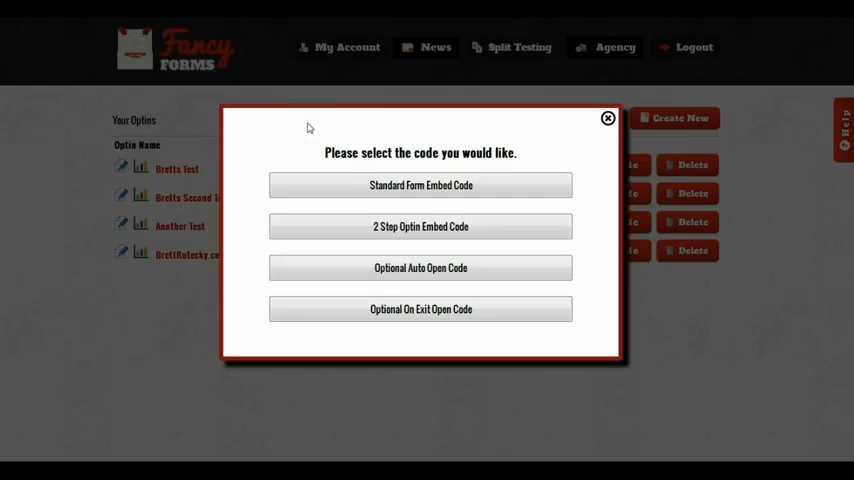 Fancy
FORMS
My Account
News
Split Testing
Agency
Logout
Your Optins
Create New
Help
Optin Name
Please select the code you would like.
Standard Form Embed Code
2 Step Optin Embed Code
Optional Auto Open Code
Optional On Exit Open Code
Bretts Test
Delete
Bretts Second
Delete
Another Test
Delete
Delete